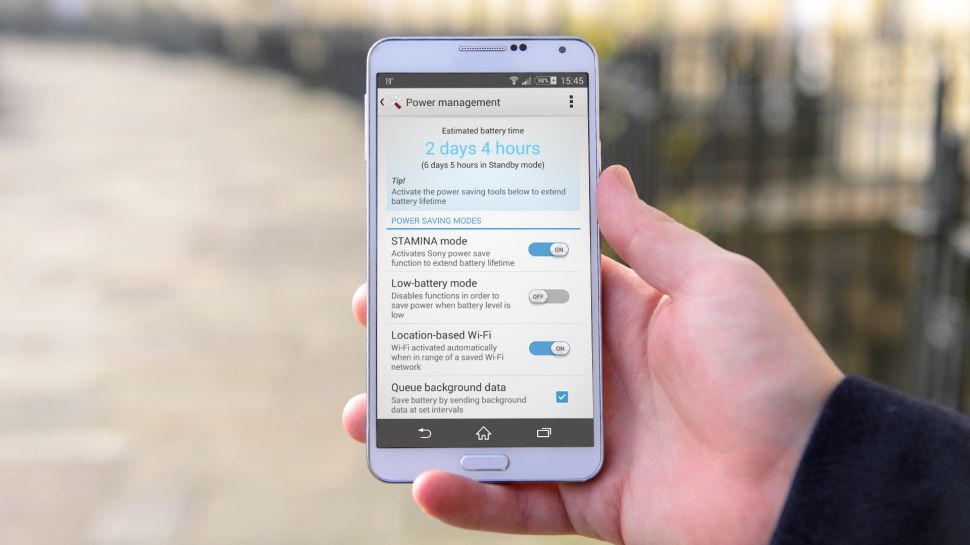 19°
98%
15:45
Power management
Estimated battery time
2 days 4 hours
(6 days 5 hours in Standby mode)
Tip!
Activate the power saving tools below to extend
battery lifetime
POWER SAVING MODES
STAMINA mode
Activates Sony power save
function to extend battery lifetime
ON
Low-battery mode
Disables functions in order to
save power when battery level is
low
OFF
Location-based Wi-Fi
Wi-Fi activated automatically
when in range of a saved Wi-Fi
network
ON
Queue background data
Save battery by sending background
data at set intervals